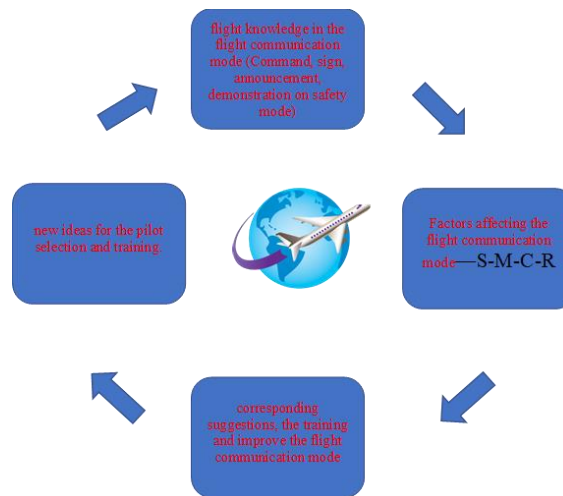 flight knowledge in the
flight communication
mode (Command, sign,
announcement,
demonstration on safety
mode)
new ideas for the pilot
selection and training.
Factors affecting the
flight communication
mode—S-M-C-R
corresponding
suggestions, the training
and improve the flight
communication mode